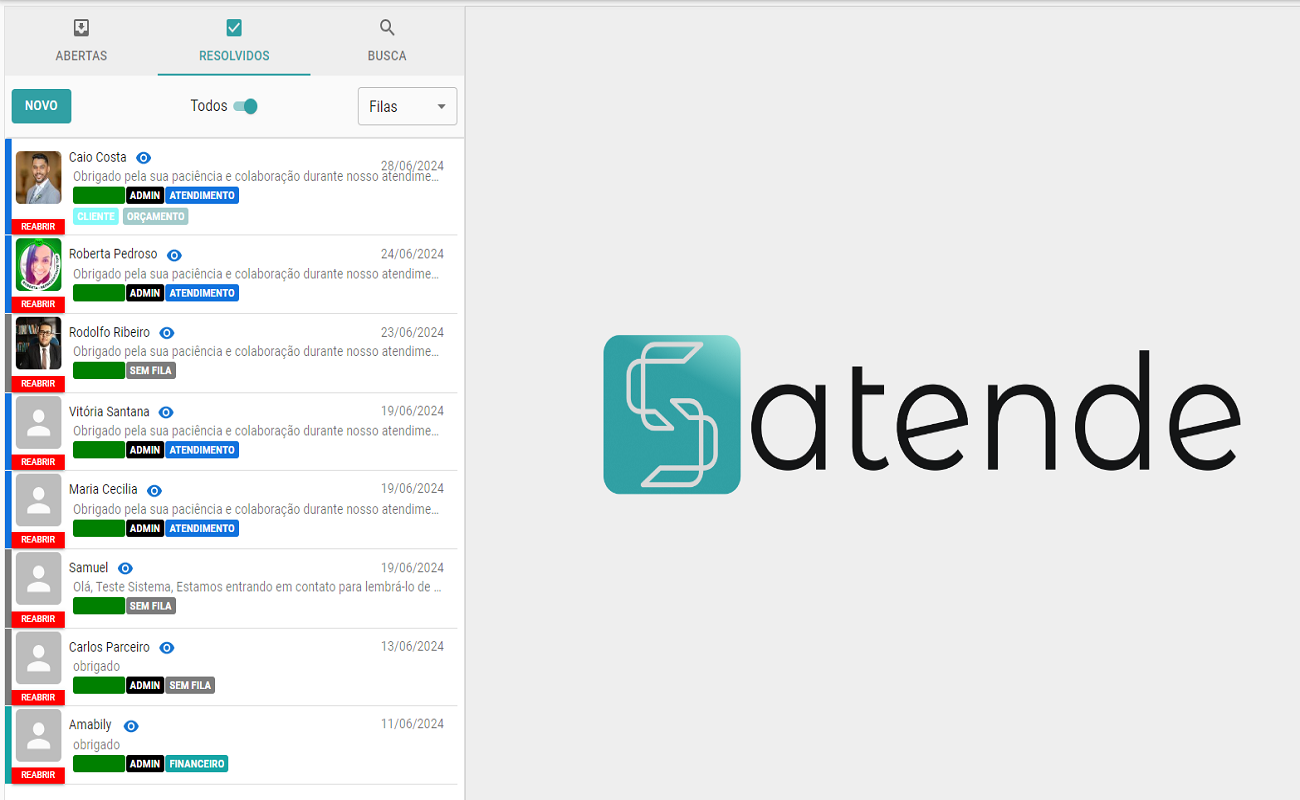 ABERTAS RESOLVIDOS BUSCA
NOVO Todos Filas
Caio Costa 28/06/2024
Obrigado pela sua paciência e colaboração durante nosso atendime...
ADMIN ATENDIMENTO
CLIENTE ORÇAMENTO
REABRIR
Roberta Pedroso 24/06/2024
Obrigado pela sua paciência e colaboração durante nosso atendime...
ADMIN ATENDIMENTO
REABRIR
Rodolfo Ribeiro 23/06/2024
Obrigado pela sua paciência e colaboração durante nosso atendime...
SEM FILA
REABRIR
Vitória Santana 19/06/2024
Obrigado pela sua paciência e colaboração durante nosso atendime...
ADMIN ATENDIMENTO
REABRIR
Maria Cecilia 19/06/2024
Obrigado pela sua paciência e colaboração durante nosso atendime...
ADMIN ATENDIMENTO
REABRIR
Samuel 19/06/2024
Olá, Teste Sistema, Estamos entrando em contato para lembrá-lo de ...
SEM FILA
REABRIR
Carlos Parceiro 13/06/2024
obrigado
ADMIN SEM FILA
REABRIR
Amabily 11/06/2024
obrigado
ADMIN FINANCEIRO
REABRIR
Satende